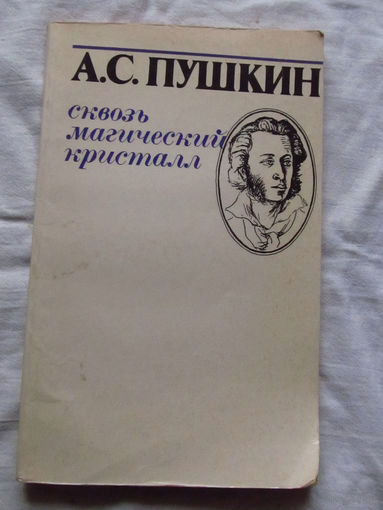 А.С. ПУШКИН
сквозь
магический
кристалл